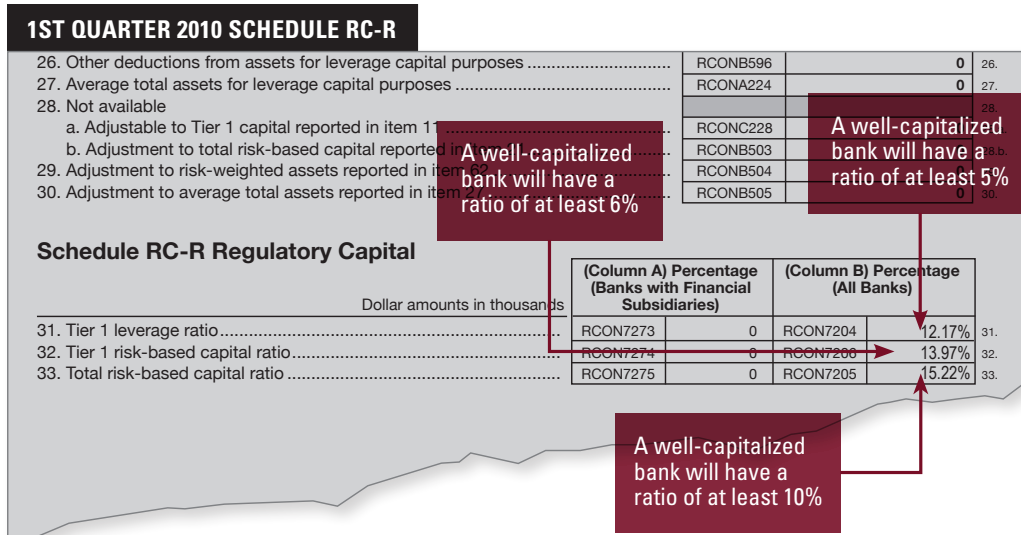 1ST QUARTER 2010 SCHEDULE RC-R
26. Other deductions from assets for leverage capital purposes ............................. RCONB596 0 26.
27. Average total assets for leverage capital purposes ........................................... RCONA224 0 27.
28. Not available 28.
a. Adjustable to Tier 1 capital reported in item 11 ............................................. RCONC228
b. Adjustment to total risk-based capital reported RCONB503 28.b.
29. Adjustment to risk-weighted assets reported in item 62 RCONB504 0
30. Adjustment to average total assets reported in item 27 RCONB505 0 30.
A well-capitalized
bank will have a
ratio of at least 6%
A well-capitalized
bank will have a
ratio of at least 5%
Schedule RC-R Regulatory Capital
Dollar amounts in thousands
(Column A) Percentage
(Banks with Financial
Subsidiaries)
(Column B) Percentage
(All Banks)
31. Tier 1 leverage ratio.............................................................................. RCON7273 0 RCON7204 12.17% 31.
32. Tier 1 risk-based capital ratio................................................................ RCON7274 0 RCON7206 13.97% 32.
33. Total risk-based capital ratio ................................................................. RCON7275 0 RCON7205 15.22% 33.
A well-capitalized
bank will have a
ratio of at least 10%